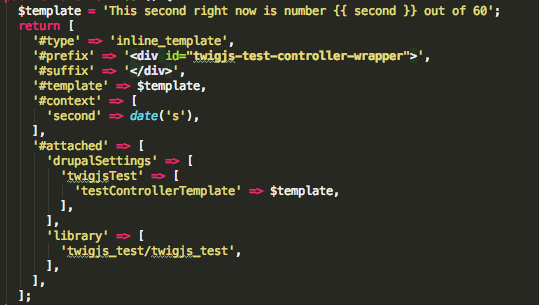 $template = 'This second right now is number {{ second }} out of 60';
return [
'#type' => 'inline_template',
'#prefix' => '<div id="twigjs-test-controller-wrapper">',
'#suffix' => '</div>',
'#template' => $template,
'#context' => [
'second' => date('s'),
],
'#attached' => [
'drupalSettings' => [
'twigjsTest' => [
'testControllerTemplate' => $template,
],
],
'library' => [
'twigjs_test/twigjs_test',
],
],
];